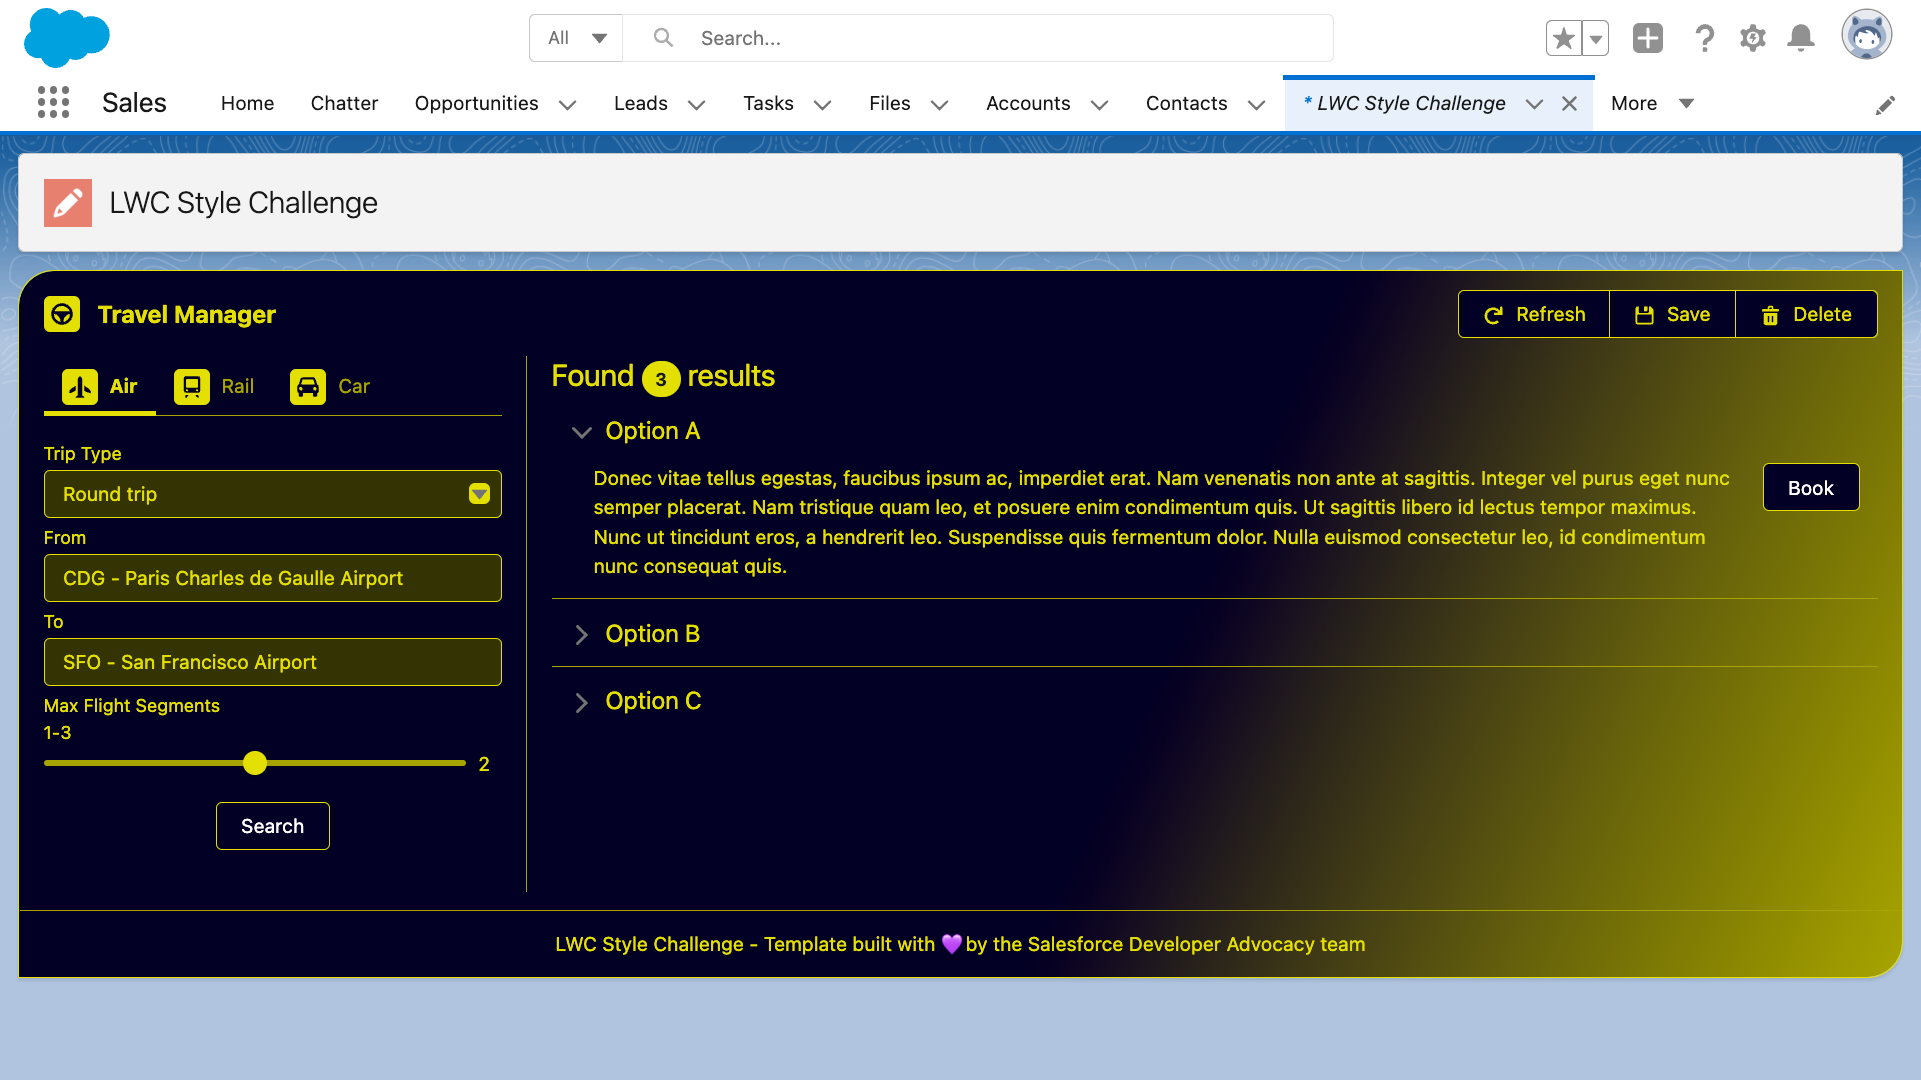 All
Search...
Sales
Home
Chatter
Opportunities
Leads
Tasks
Files
Accounts
Contacts
* LWC Style Challenge
More
LWC Style Challenge
Travel Manager
Refresh
Save
Delete
Air
Rail
Car
Trip Type
Round trip
From
CDG - Paris Charles de Gaulle Airport
To
SFO - San Francisco Airport
Max Flight Segments
1-3
2
Search
Found 3 results
Option A
Donec vitae tellus egestas, faucibus ipsum ac, imperdiet erat. Nam venenatis non ante at sagittis. Integer vel purus eget nunc
semper placerat. Nam tristique quam leo, et posuere enim condimentum quis. Ut sagittis libero id lectus tempor maximus.
Nunc ut tincidunt eros, a hendrerit leo. Suspendisse quis fermentum dolor. Nulla euismod consectetur leo, id condimentum
nunc consequat quis.
Book
Option B
Option C
LWC Style Challenge - Template built with 💜 by the Salesforce Developer Advocacy team